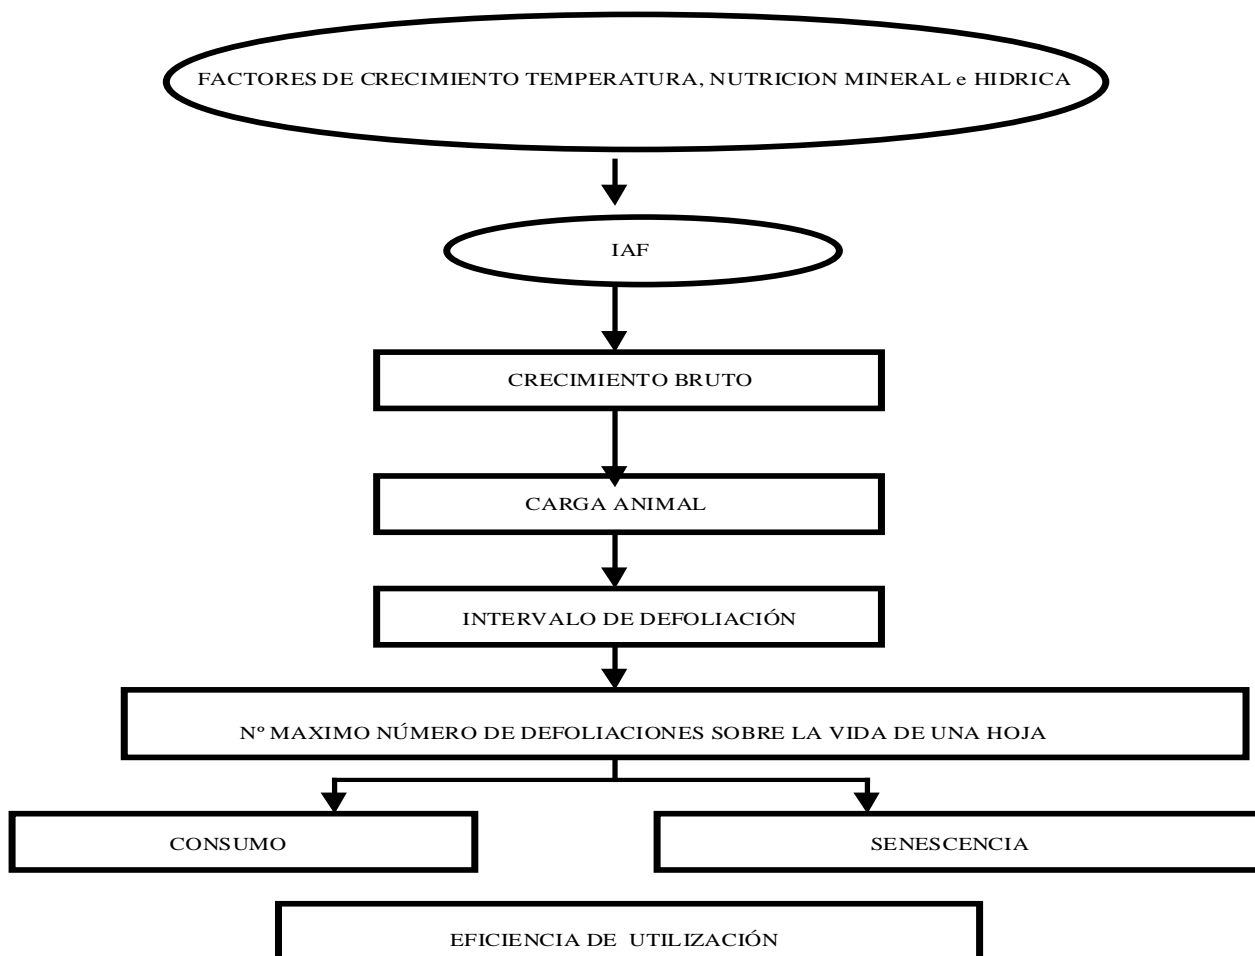 FACTORES DE CRECIMIENTO TEMPERATURA, NUTRICION MINERAL e HIDRICA
IAF
CRECIMIENTO BRUTO
CARGA ANIMAL
INTERVALO DE DEFOLIACIÓN
Nº MAXIMO NÚMERO DE DEFOLIACIONES SOBRE LA VIDA DE UNA HOJA
CONSUMO
SENESCENCIA
EFICIENCIA DE UTILIZACIÓN